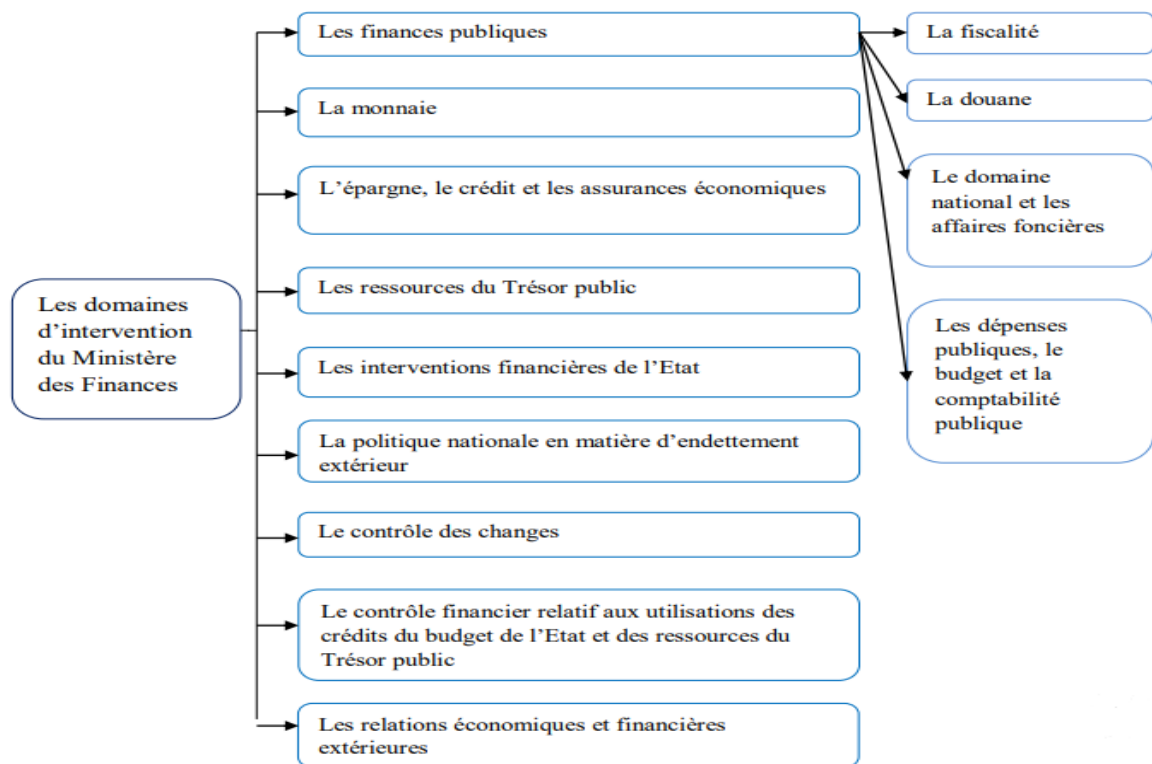 Les domaines
d’intervention
du Ministère
des Finances
Les finances publiques
La monnaie
L’épargne, le crédit et les assurances économiques
Les ressources du Trésor public
Les interventions financières de l’Etat
La politique nationale en matière d’endettement
extérieur
Le contrôle des changes
Le contrôle financier relatif aux utilisations des
crédits du budget de l’Etat et des ressources du
Trésor public
Les relations économiques et financières
extérieures
La fiscalité
La douane
Le domaine
national et les
affaires foncières
Les dépenses
publiques, le
budget et la
comptabilité
publique